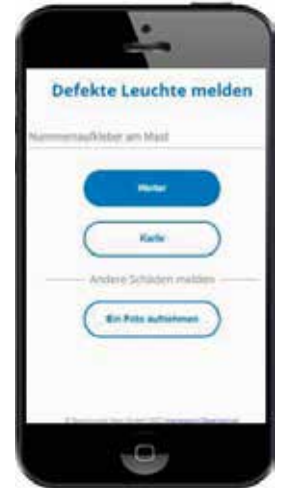 Defekte Leuchte melden
Nummernaufkleber am Mast
Weiter
Karte
Andere Schäden melden
Ein Foto aufnehmen